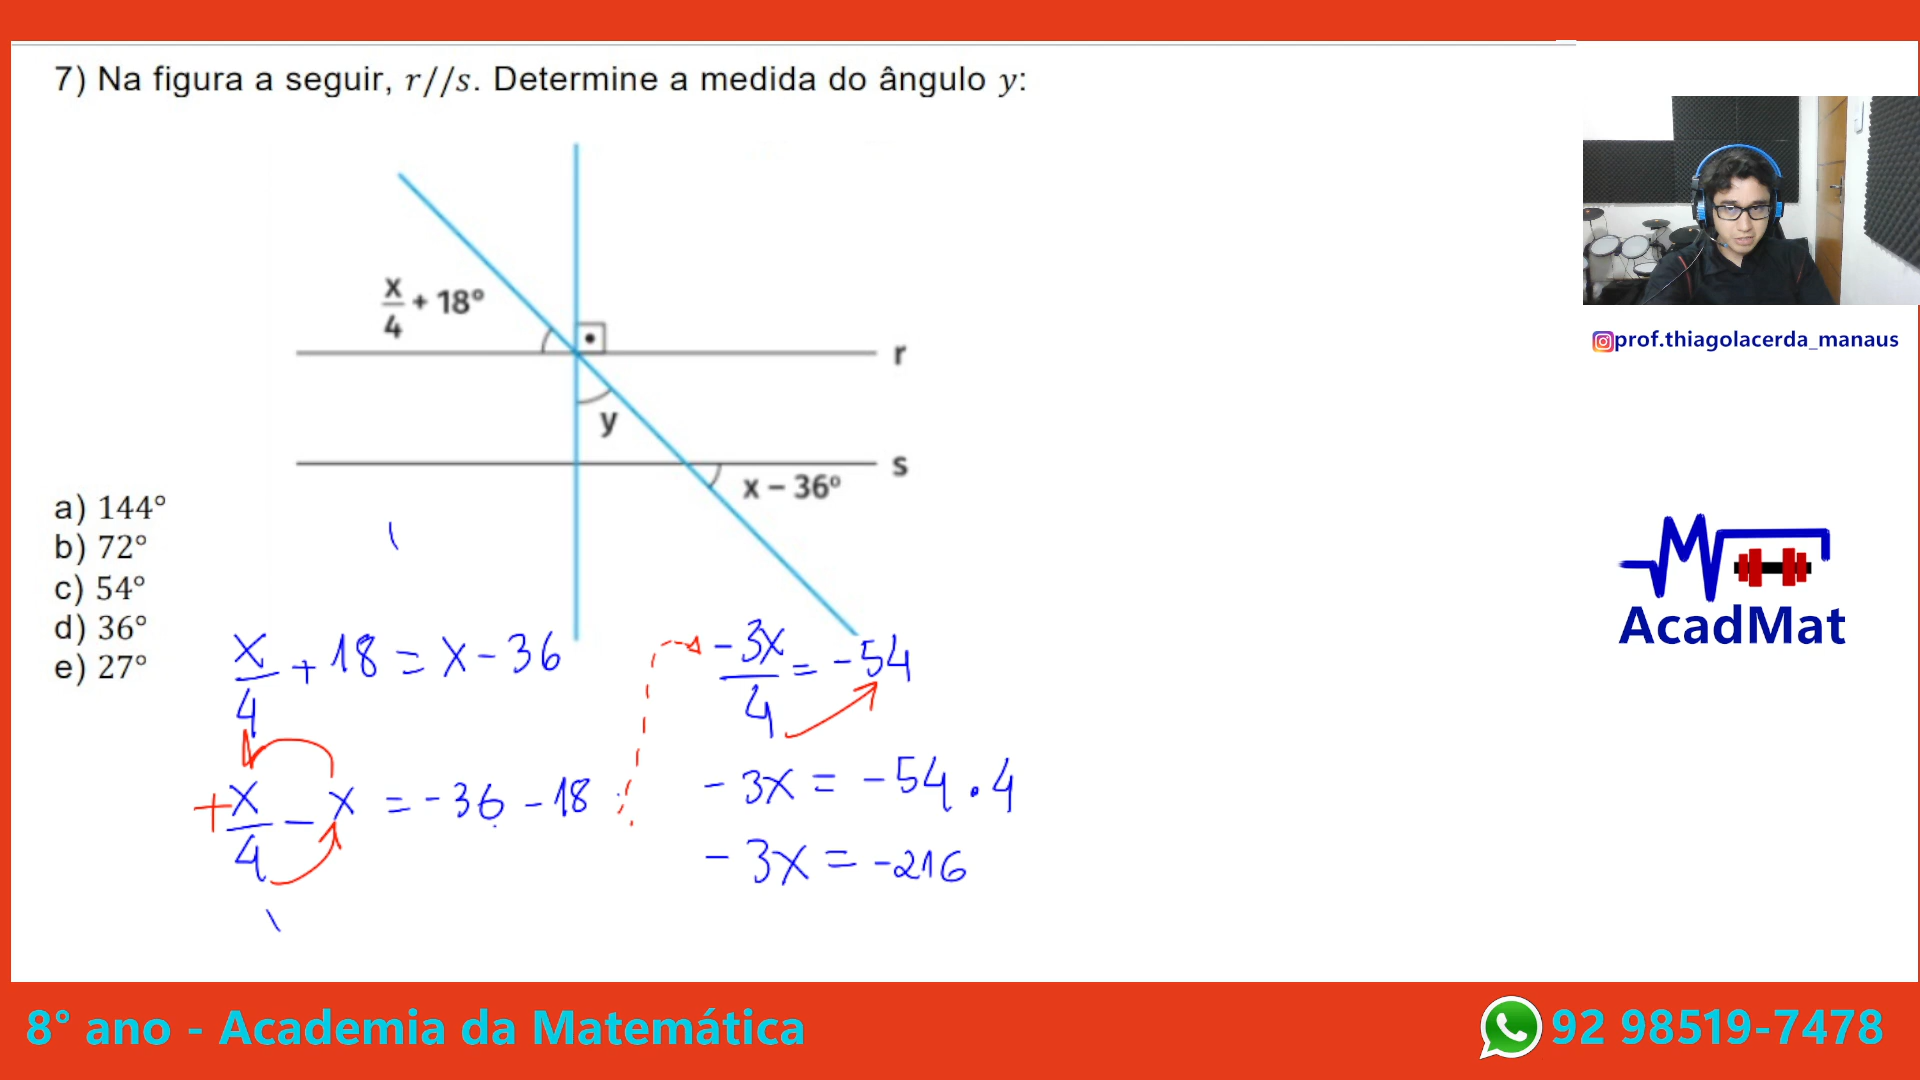 7) Na figura a seguir, r//s. Determine a medida do ângulo y:
x/4 + 18º
r
y
s
x – 36º
a) 144°
b) 72°
c) 54°
d) 36°
e) 27°
x/4 + 18 = x - 36
+x/4 - x = -36 - 18
-3x/4 = -54
- 3x = -54 . 4
- 3x = -216
prof.thiagolacerda_manaus
AcadMat
8° ano - Academia da Matemática
92 98519-7478